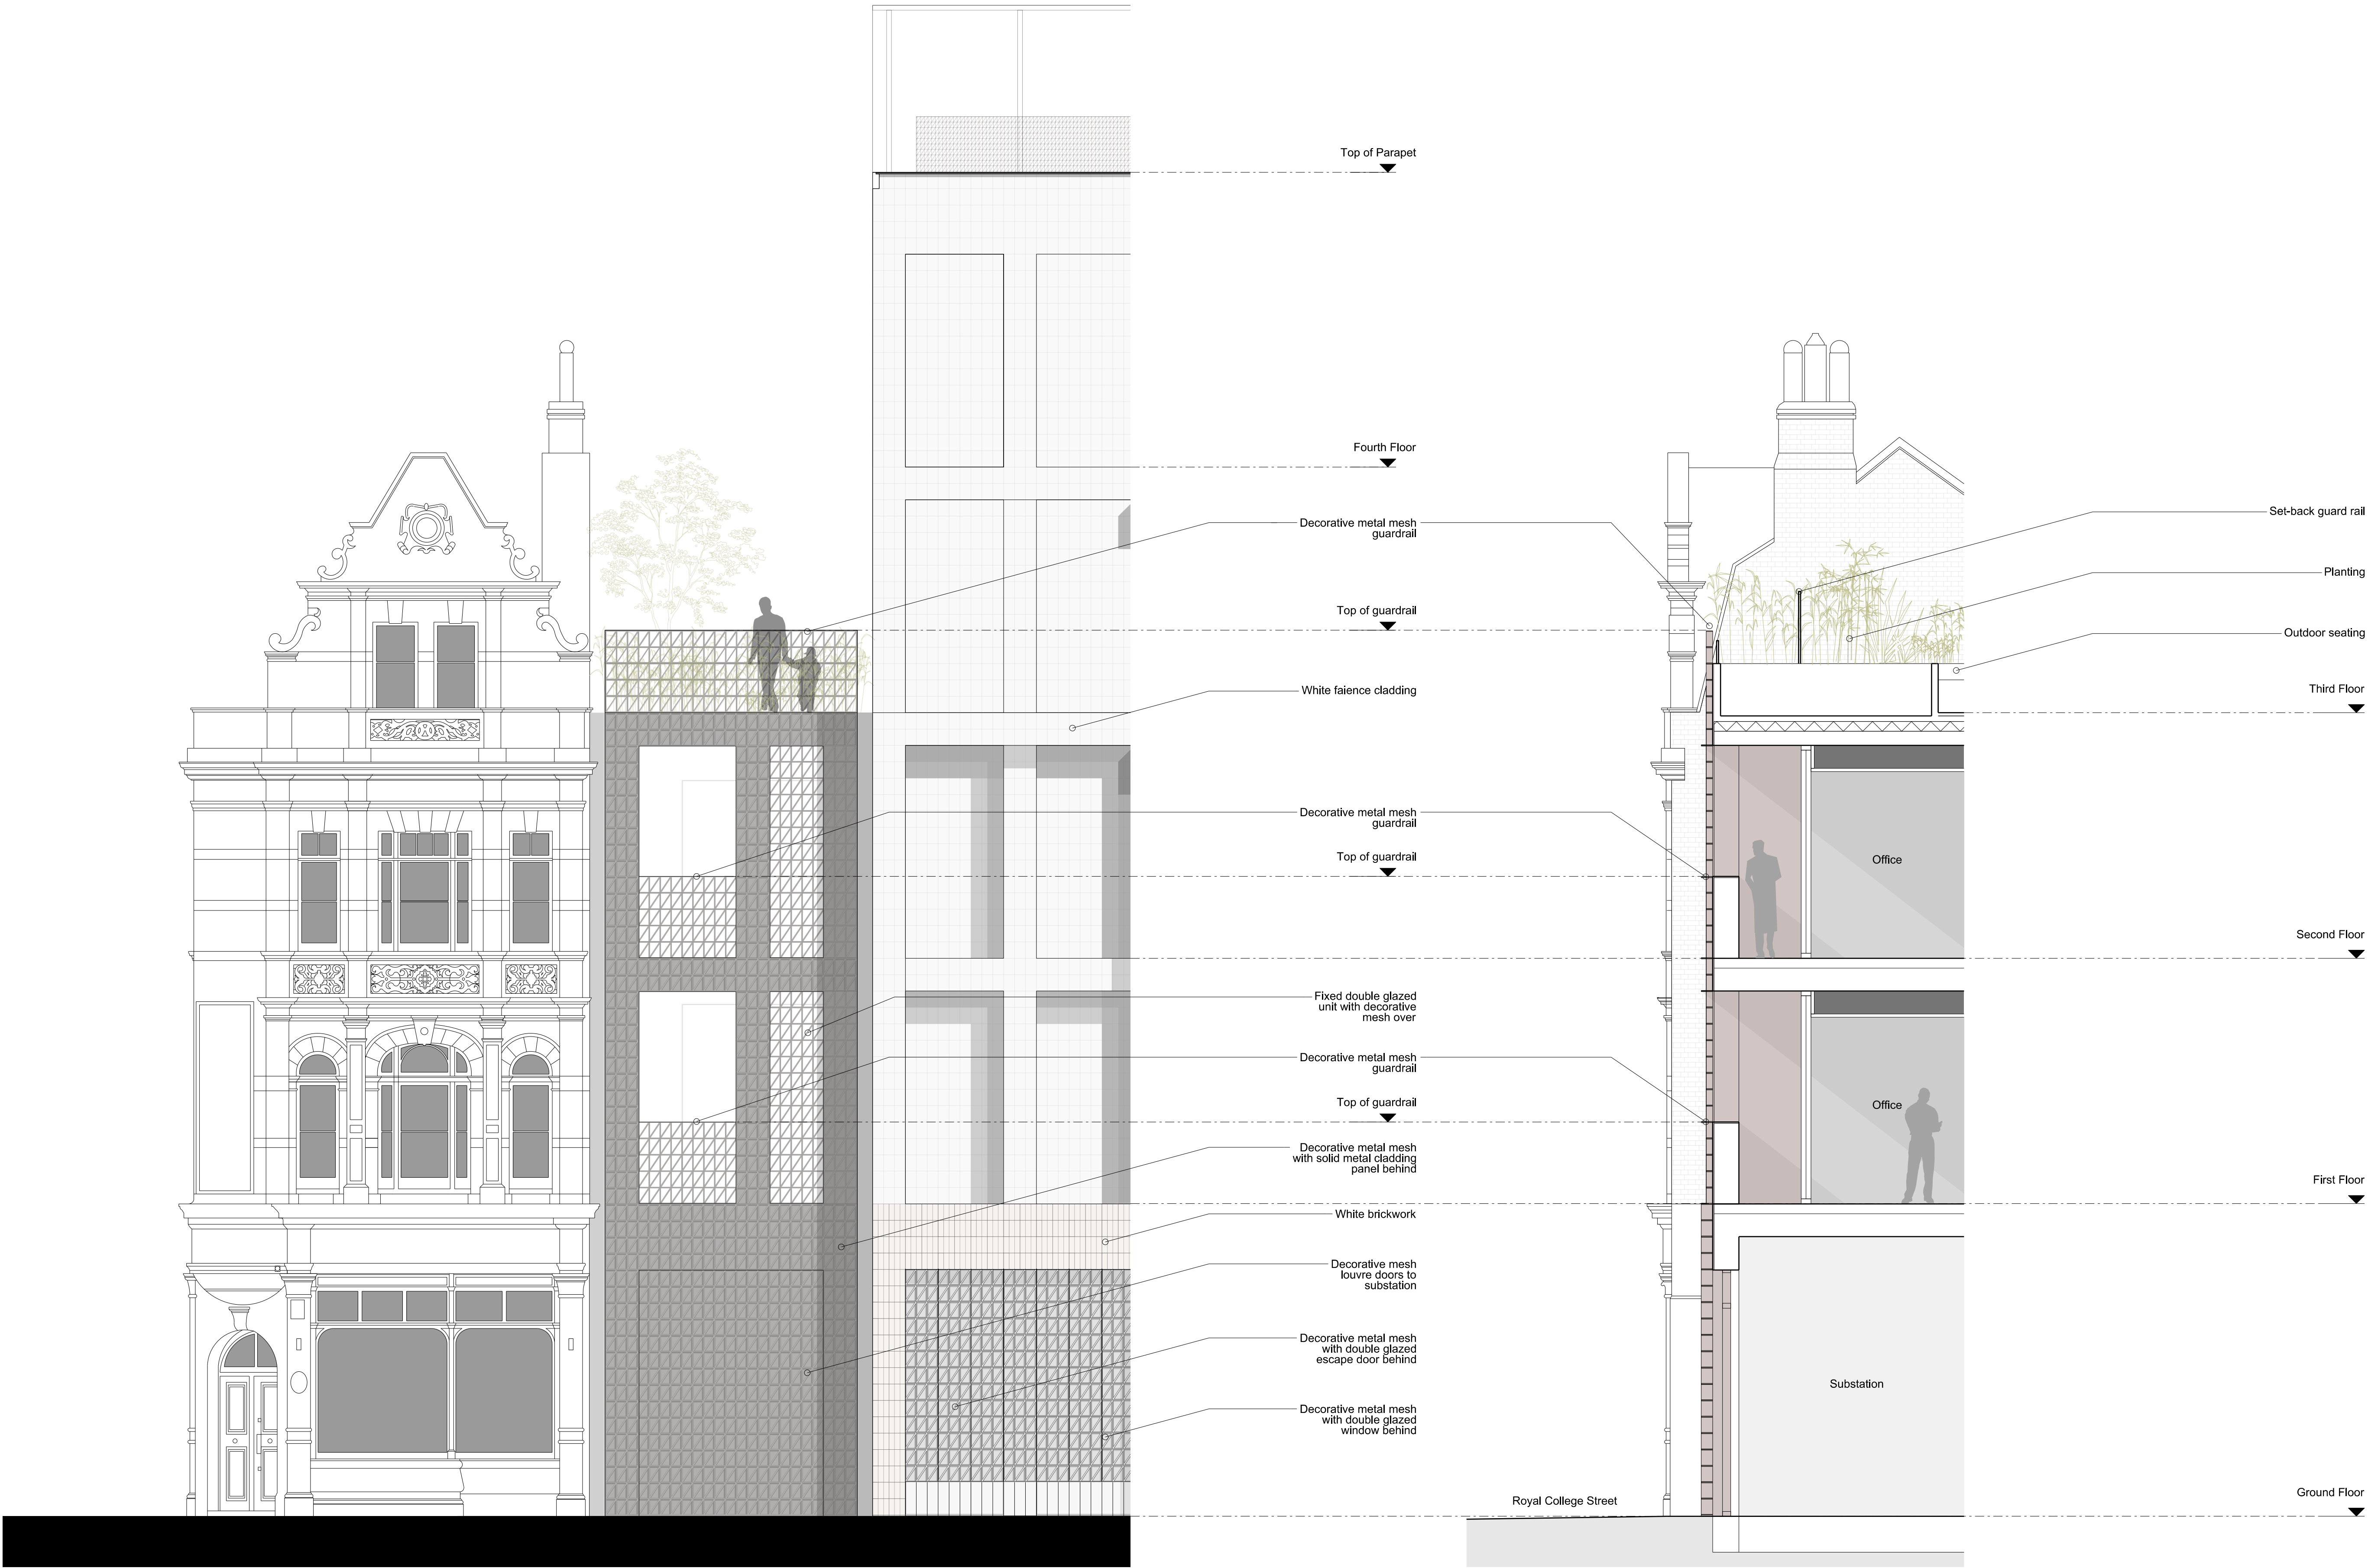 Top of Parapet
Fourth Floor
Decorative metal mesh
guardrail
Top of guardrail
White faience cladding
Decorative metal mesh
guardrail
Top of guardrail
Fixed double glazed
unit with decorative
mesh over
Decorative metal mesh
guardrail
Top of guardrail
Decorative metal mesh
with solid metal cladding
panel behind
White brickwork
Decorative mesh
louvre doors to
substation
Decorative metal mesh
with double glazed
escape door behind
Decorative metal mesh
with double glazed
window behind
Royal College Street
Office
Office
Substation
Set-back guard rail
Planting
Outdoor seating
Third Floor
Second Floor
First Floor
Ground Floor